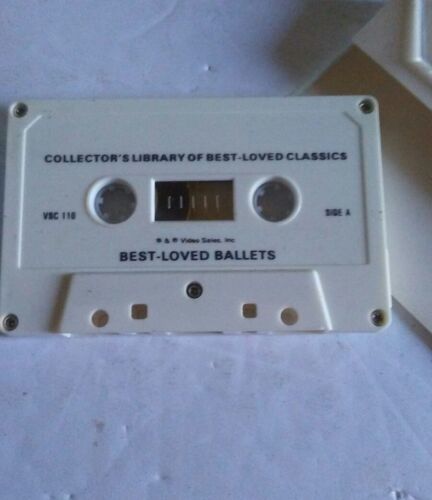 COLLECTOR'S LIBRARY OF BEST-LOVED CLASSICS
VBC 110
SIDE A
℗ & © Video Sales, Inc
BEST-LOVED BALLETS